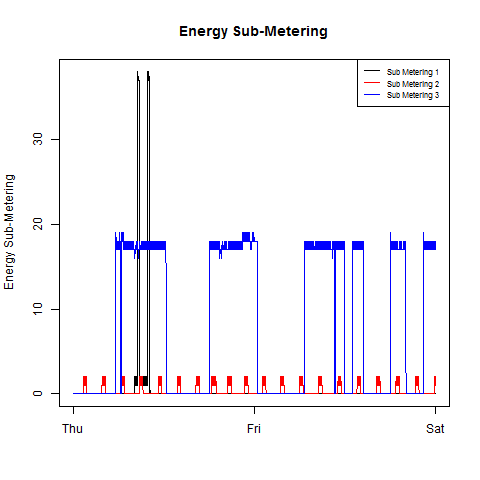 Energy Sub-Metering
Sub Metering 1
Sub Metering 2
Sub Metering 3
Energy Sub-Metering
30
20
10
0
Thu Fri Sat